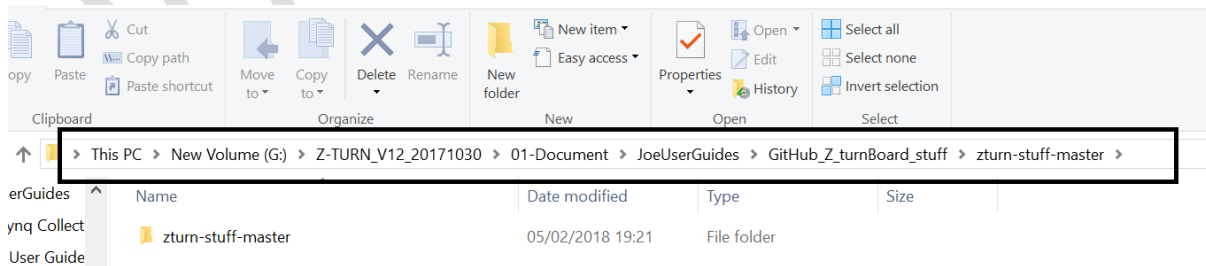 Cut
Copy path
Paste shortcut
opy
Paste
Clipboard
Move to
Copy to
Delete
Rename
Organize
New folder
New item
Easy access
New
Properties
Open
Edit
History
Open
Select all
Select none
Invert selection
Select
> This PC > New Volume (G:) > Z-TURN_V12_20171030 > 01-Document > JoeUserGuides > GitHub_Z_turnBoard_stuff > zturn-stuff-master >
erGuides
ynq Collect
User Guide
Name Date modified Type Size
zturn-stuff-master 05/02/2018 19:21 File folder